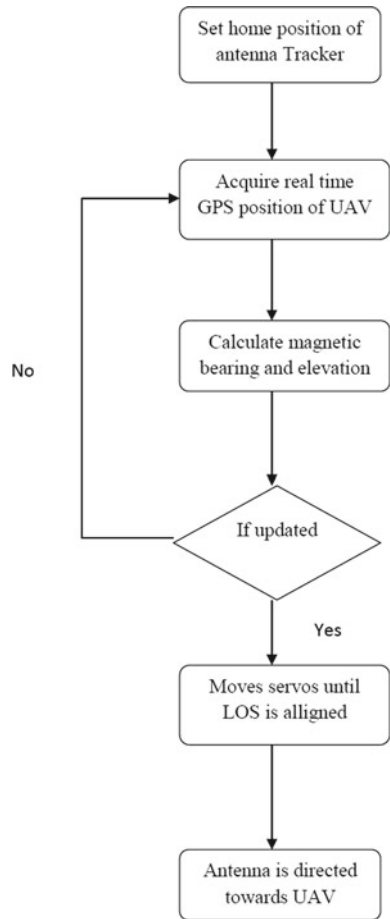 Set home position of
antenna Tracker
Acquire real time
GPS position of UAV
Calculate magnetic
bearing and elevation
No
If updated
Yes
Moves servos until
LOS is alligned
Antenna is directed
towards UAV